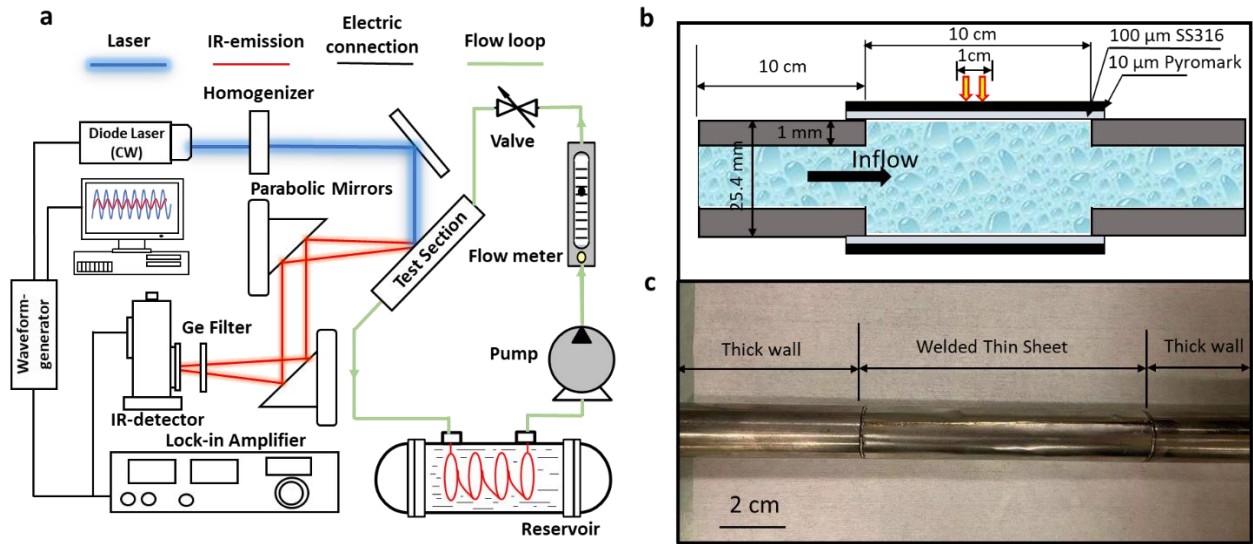 a
Laser
IR-emission
Electric
connection
Flow loop
Homogenizer
Diode Laser
(CW)
Valve
Parabolic Mirrors
Test Section
Flow meter
Waveform-
generator
Ge Filter
Pump
IR-detector
Lock-in Amplifier
Reservoir
b
10 cm
100 µm SS316
1cm
10 µm Pyromark
10 cm
1 mm
Inflow
25.4 mm
c
Thick wall
Welded Thin Sheet
Thick wall
2 cm